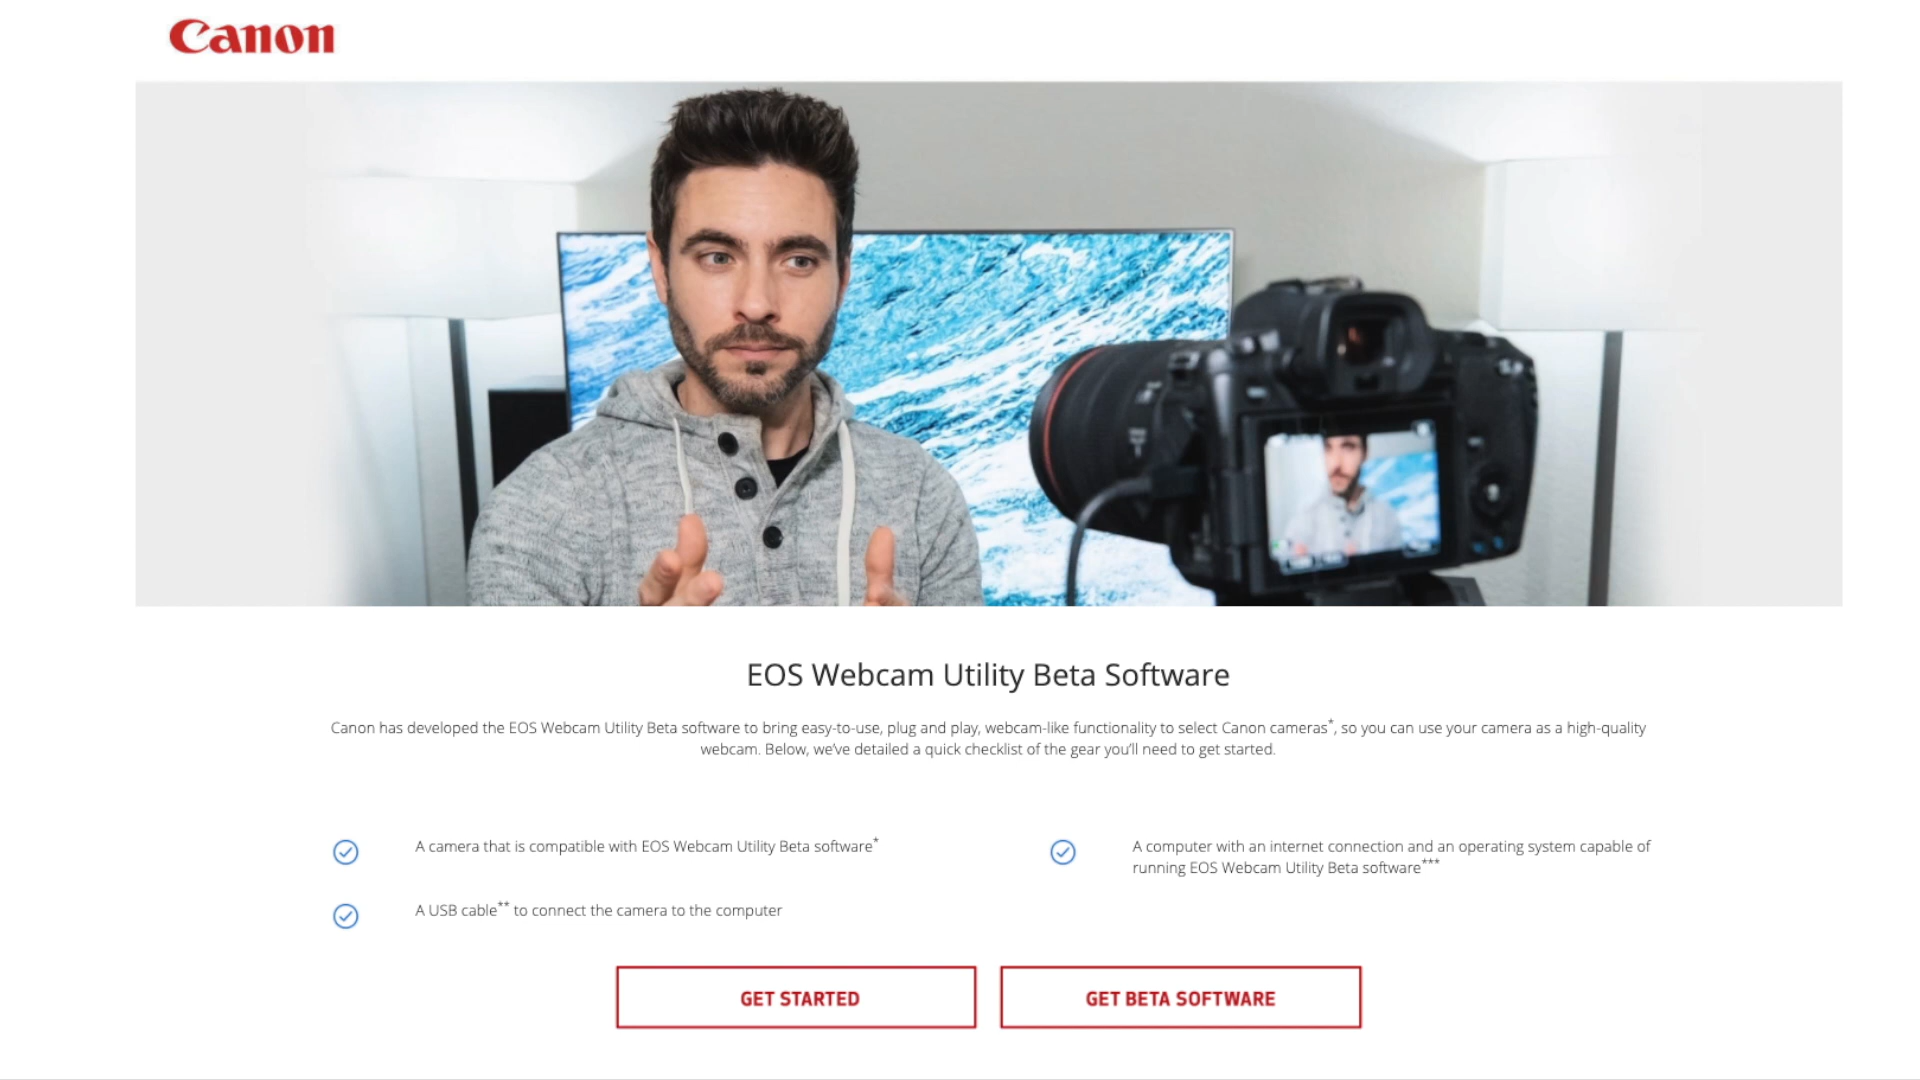 Canon
EOS Webcam Utility Beta Software
Canon has developed the EOS Webcam Utility Beta software to bring easy-to-use, plug and play, webcam-like functionality to select Canon cameras*, so you can use your camera as a high-quality
webcam. Below, we've detailed a quick checklist of the gear you'll need to get started.
A camera that is compatible with EOS Webcam Utility Beta software*
A USB cable** to connect the camera to the computer
A computer with an internet connection and an operating system capable of
running EOS Webcam Utility Beta software***
GET STARTED
GET BETA SOFTWARE